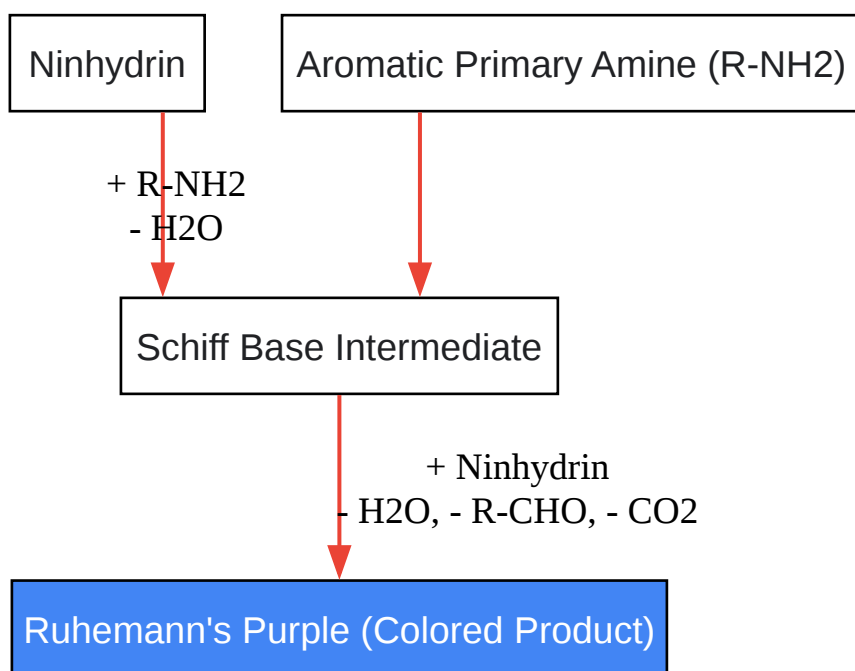 Ninhydrin
Aromatic Primary Amine (R-NH2)
+ R-NH2
- H2O
Schiff Base Intermediate
+ Ninhydrin
- H2O, - R-CHO, - CO2
Ruhemann's Purple (Colored Product)